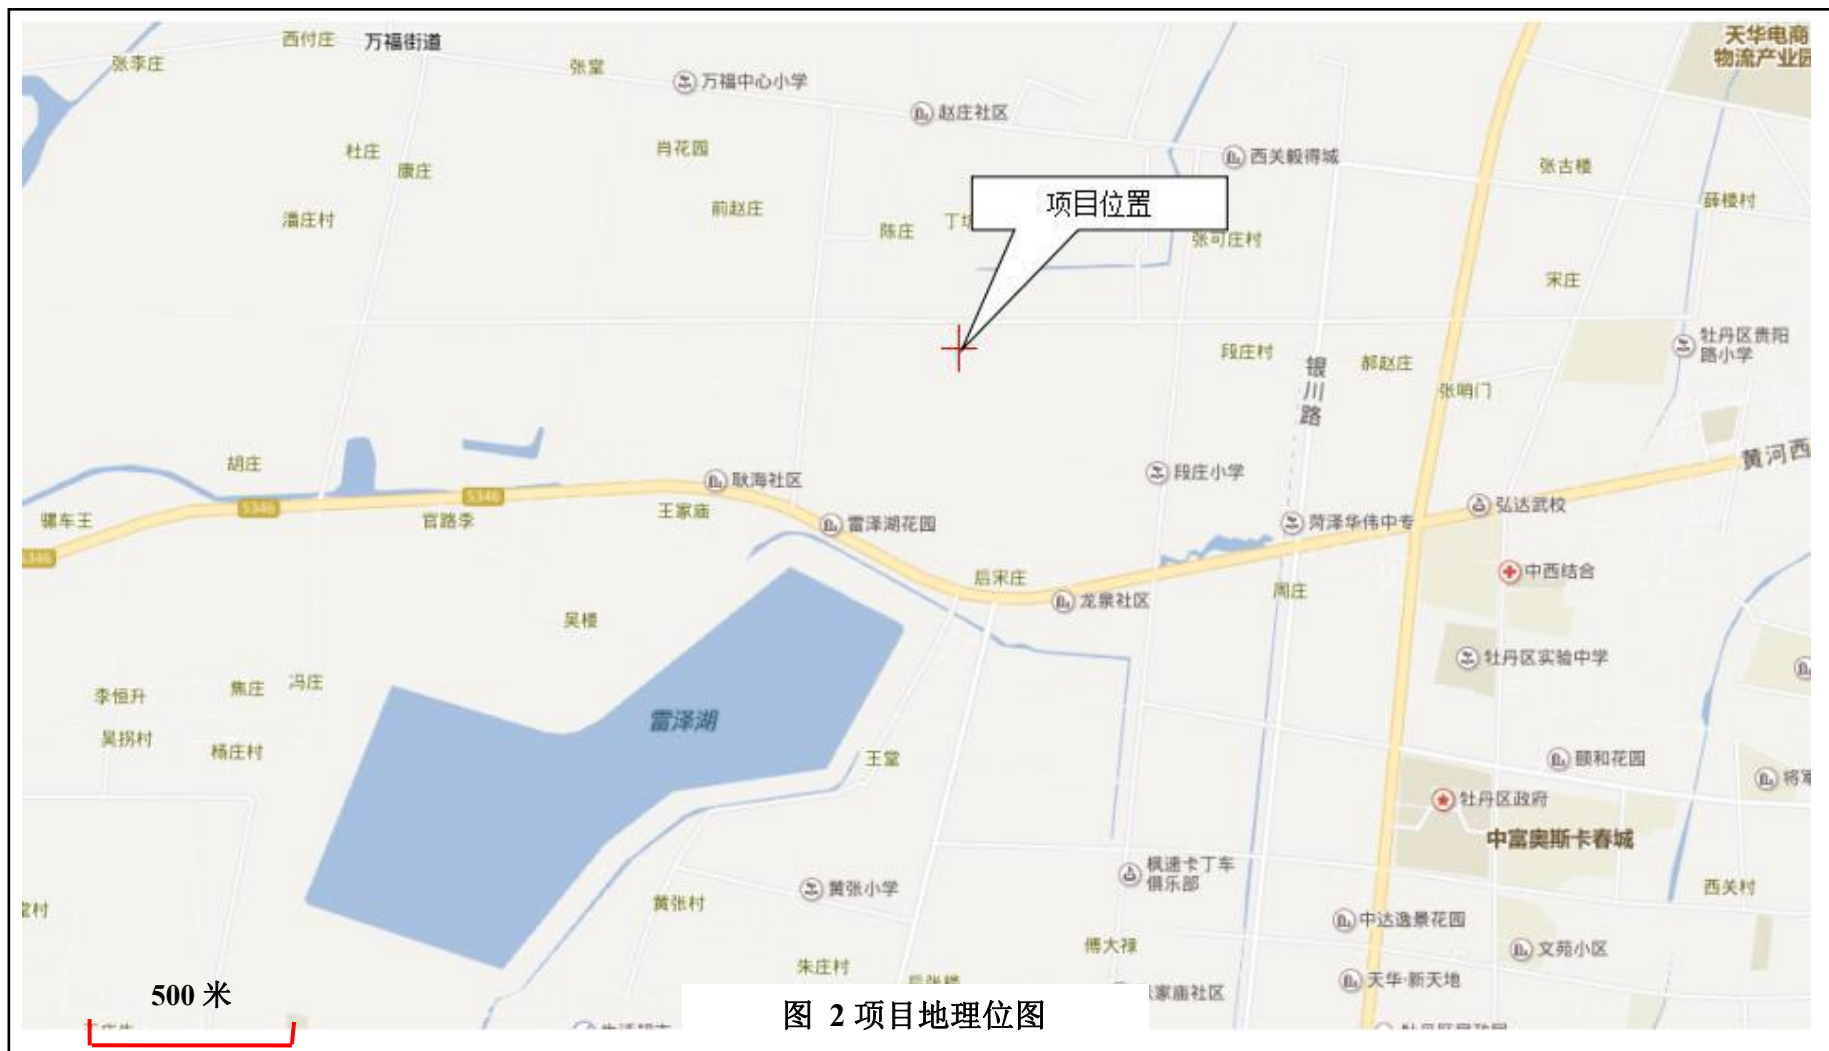 西付庄
万福街道
天华电商
物流产业园
张李庄
张堂
万福中心小学
赵庄社区
杜庄
康庄
肖花园
西关毅得城
张古楼
潘庄村
前赵庄
项目位置
薛楼村
陈庄
张可庄村
宋庄
段庄村
银川路
郝赵庄
张哨门
牡丹区贵阳
路小学
胡庄
耿海社区
段庄小学
黄河西
S346
S346
骡车王
官路李
王家庙
雷泽湖花园
菏泽华伟中专
弘达武校
S346
后宋庄
龙泉社区
周庄
中西结合
吴楼
牡丹区实验中学
李恒升
焦庄
冯庄
雷泽湖
吴拐村
杨庄村
王堂
颐和花园
将军
牡丹区政府
中富奥斯卡春城
枫速卡丁车
俱乐部
黄张小学
黄张村
西关村
中达逸景花园
傅大禄
文苑小区
朱庄村
天华·新天地
家庙社区
500 米
图 2 项目地理位图